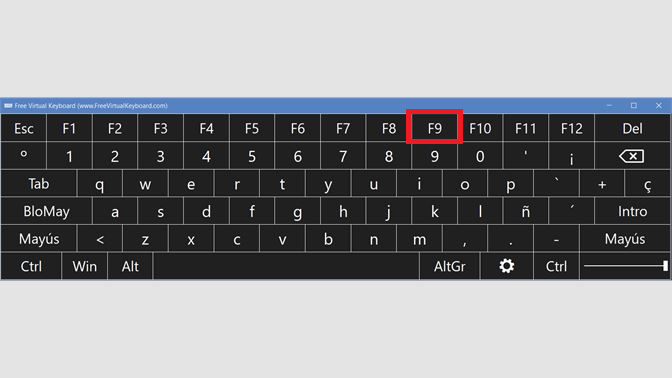 Free Virtual Keyboard (www.FreeVirtualKeyboard.com)
Esc F1 F2 F3 F4 F5 F6 F7 F8 F9 F10 F11 F12 Del
º 1 2 3 4 5 6 7 8 9 0 ' ¡
Tab q w e r t y u i o p ` + ç
BloMay a s d f g h j k l ñ ´ Intro
Mayús < z x c v b n m , . - Mayús
Ctrl Win Alt AltGr Ctrl